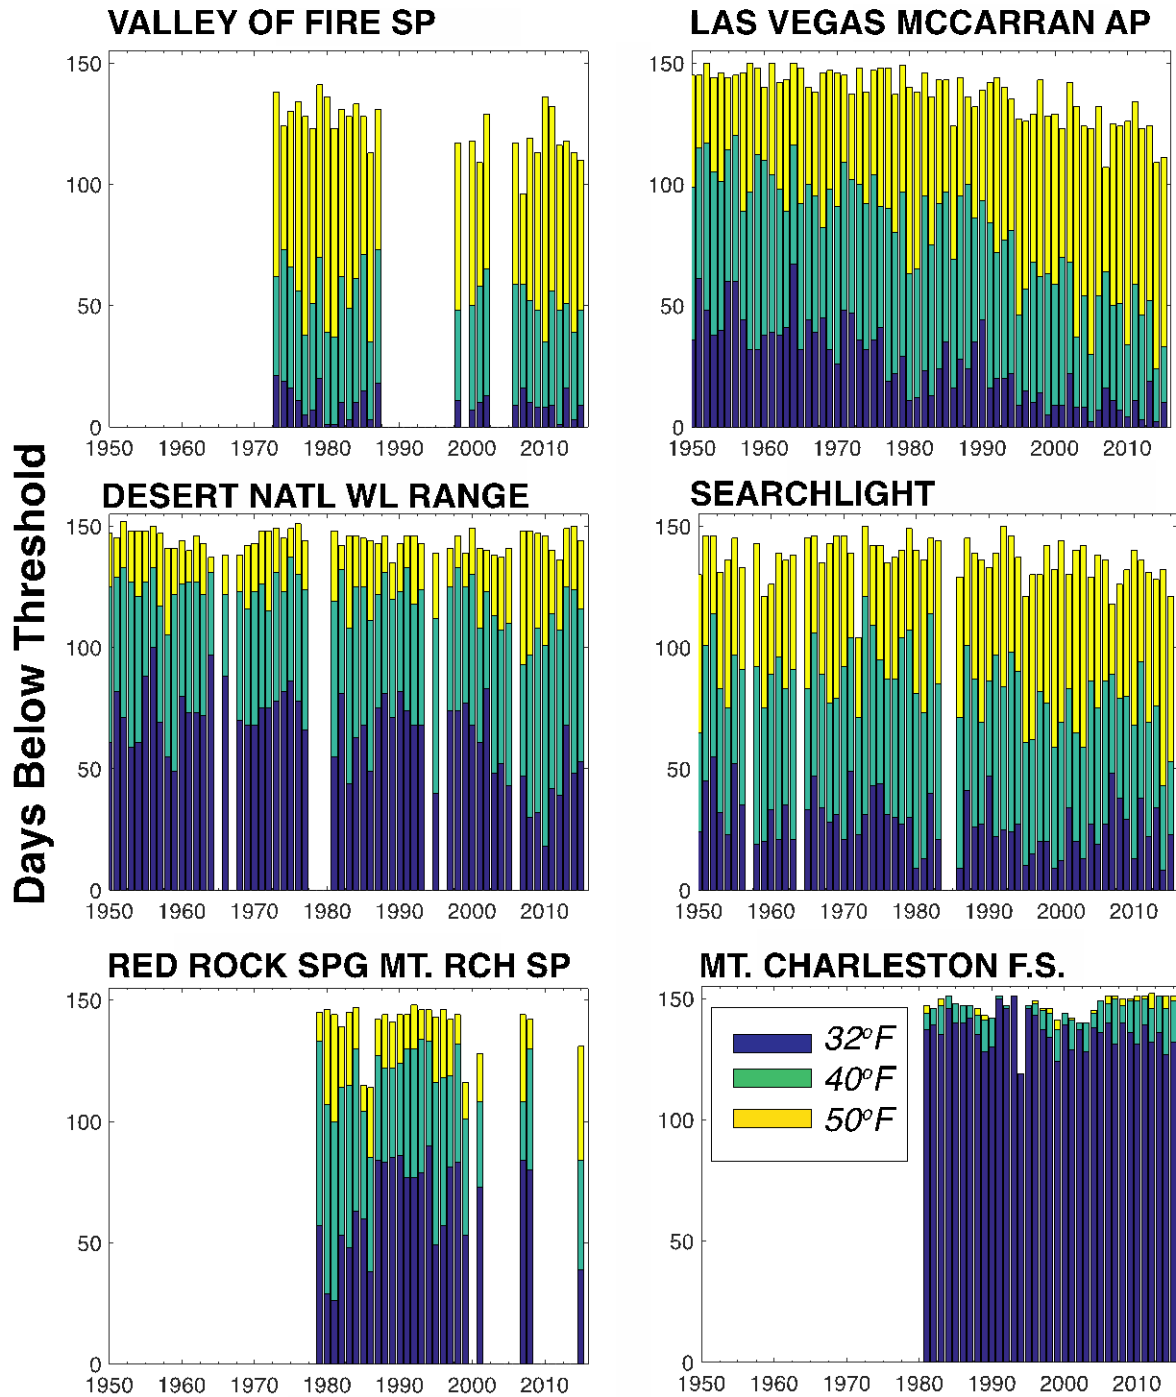 VALLEY OF FIRE SP
150
100
50
0
1950 1960 1970 1980 1990 2000 2010
LAS VEGAS MCCARRAN AP
150
100
50
0
1950 1960 1970 1980 1990 2000 2010
Days Below Threshold
DESERT NATL WL RANGE
150
100
50
0
1950 1960 1970 1980 1990 2000 2010
SEARCHLIGHT
150
100
50
0
1950 1960 1970 1980 1990 2000 2010
RED ROCK SPG MT. RCH SP
150
100
50
0
1950 1960 1970 1980 1990 2000 2010
MT. CHARLESTON F.S.
150
100
50
0
32°F
40°F
50°F
1950 1960 1970 1980 1990 2000 2010